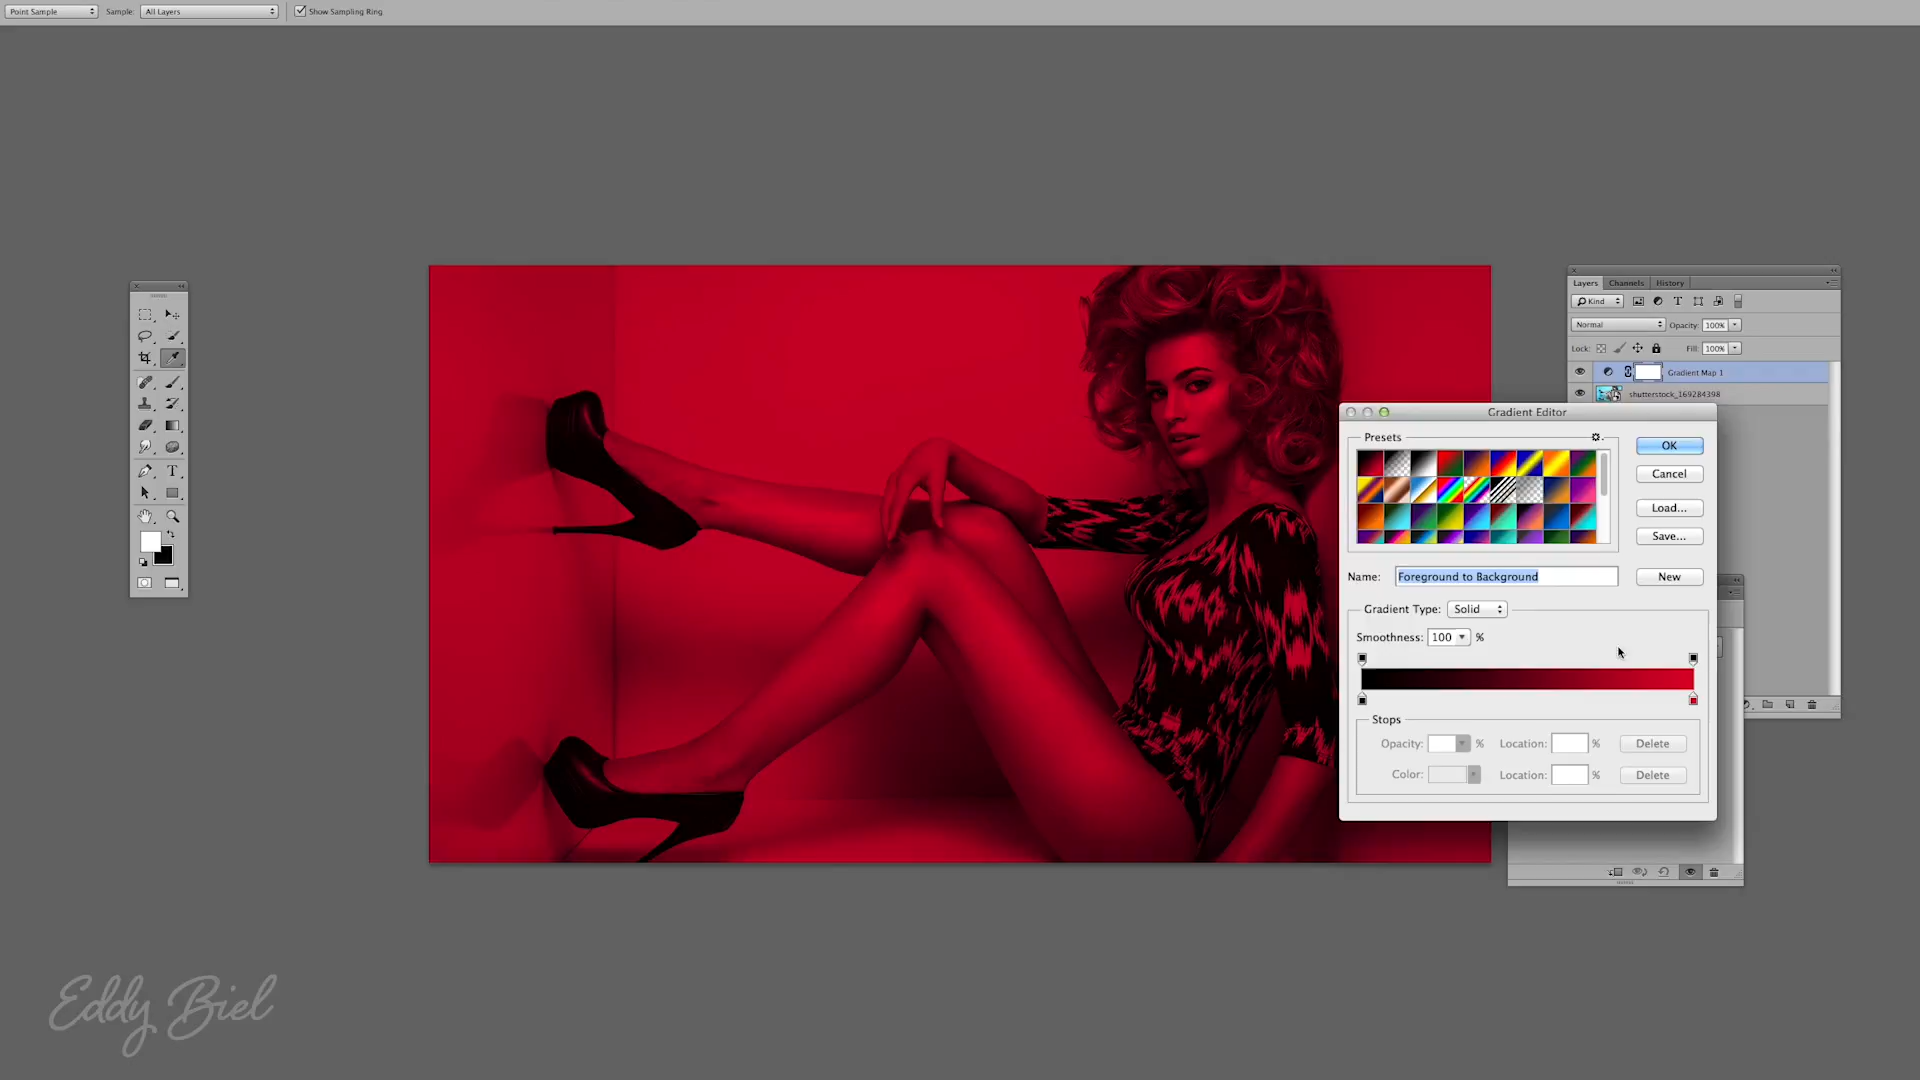 Point Sample Sample: All Layers Show Sampling Ring
Layers Channels History
Kind
Normal Opacity: 100%
Lock: Fill: 100%
Gradient Map 1
shutterstock_169284398
Gradient Editor
Presets
OK
Cancel
Load...
Save...
Name: Foreground to Background New
Gradient Type: Solid
Smoothness: 100 %
Stops
Opacity: % Location: % Delete
Color: Location: % Delete
Eddy Biel